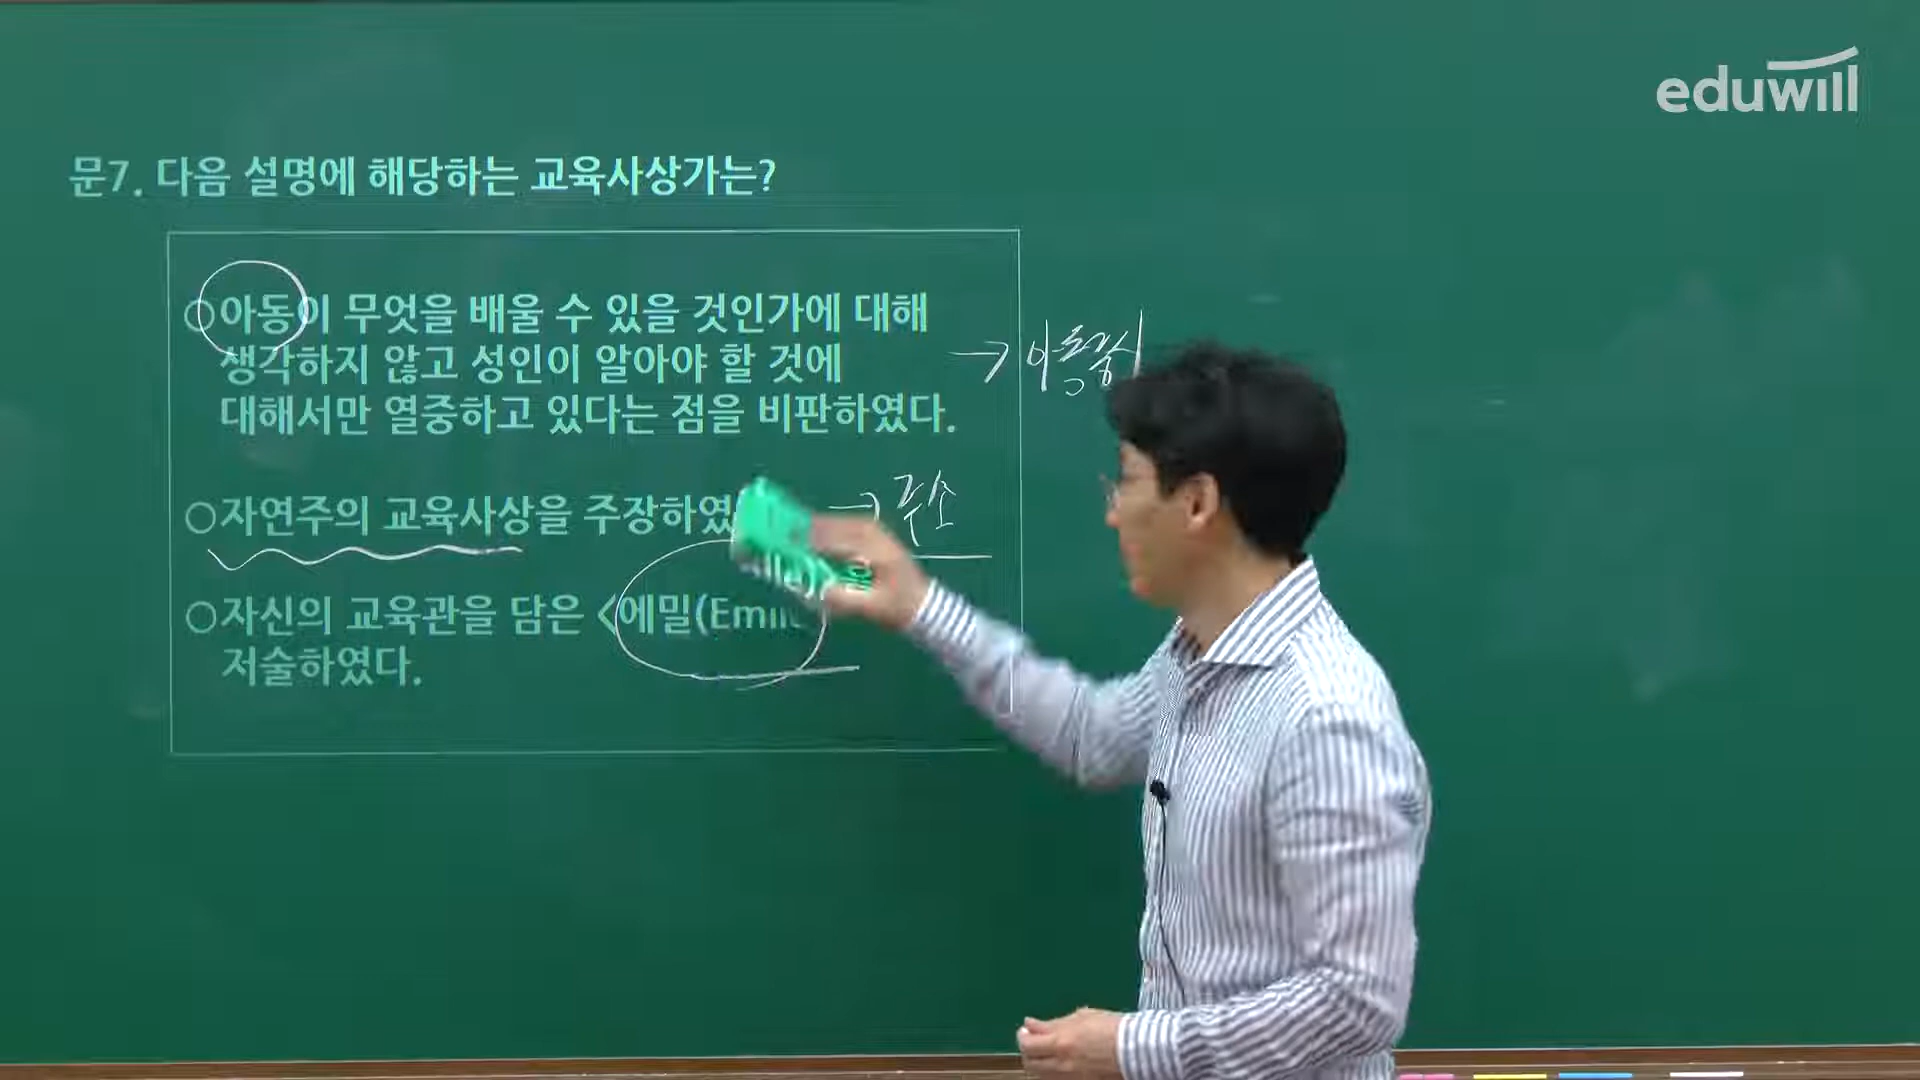 eduwill
문7. 다음 설명에 해당하는 교육사상가는?
○아동이 무엇을 배울 수 있을 것인가에 대해
생각하지 않고 성인이 알아야 할 것에
대해서만 열중하고 있다는 점을 비판하였다.
→ 아동중시
○자연주의 교육사상을 주장하였
→ 루소
○자신의 교육관을 담은 <에밀(Emile
저술하였다.